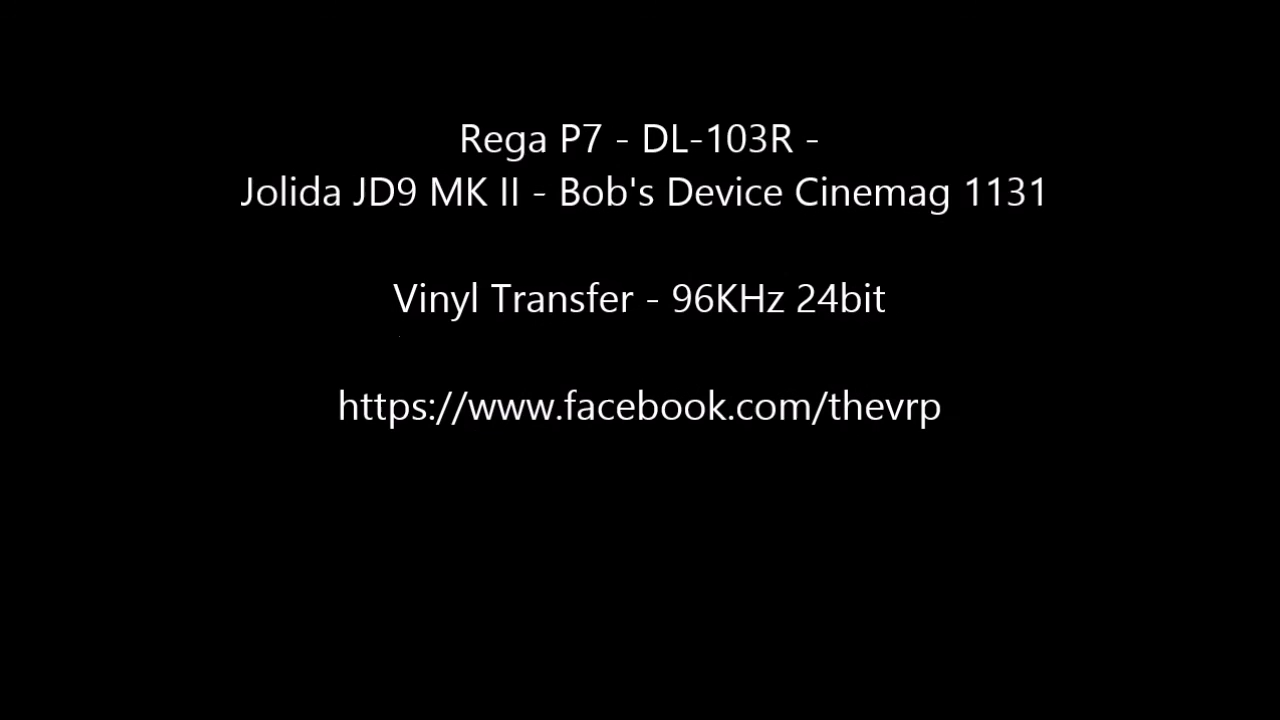 Rega P7 - DL-103R -
Jolida JD9 MK II - Bob's Device Cinemag 1131
Vinyl Transfer - 96KHz 24bit
https://www.facebook.com/thevrp